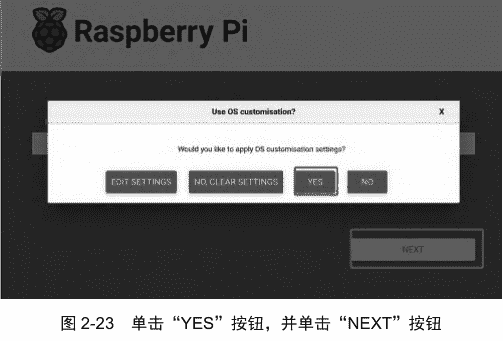 Raspberry Pi
Use OS customisation?
X
Would you like to apply OS customisation settings?
EDIT SETTINGS
NO, CLEAR SETTINGS
YES
NO
NEXT
图 2-23 单击“YES”按钮，并单击“NEXT”按钮